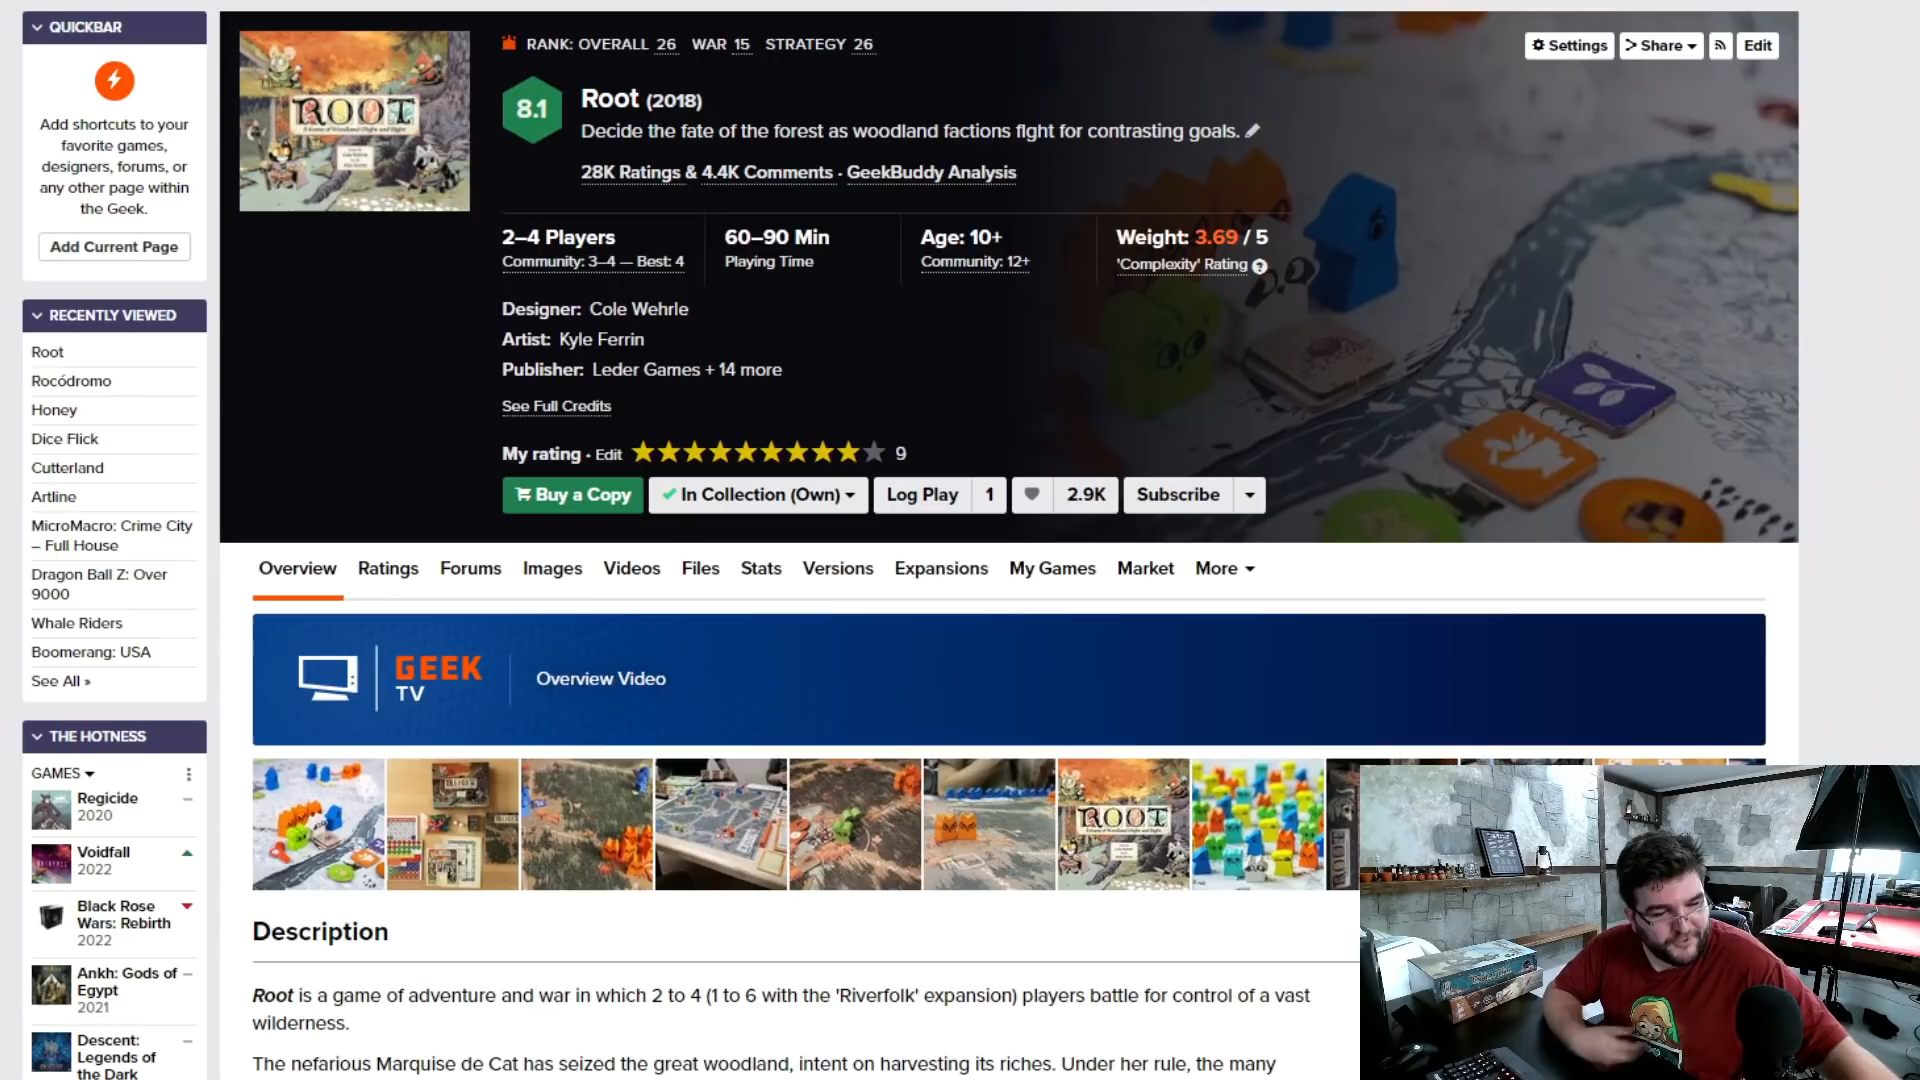 QUICKBAR
Add shortcuts to your
favorite games,
designers, forums, or
any other page within
the Geek.
Add Current Page
RECENTLY VIEWED
Root
Rocódromo
Honey
Dice Flick
Cutterland
Artline
MicroMacro: Crime City
– Full House
Dragon Ball Z: Over
9000
Whale Riders
Boomerang: USA
See All »
THE HOTNESS
GAMES
Regicide
2020
Voidfall
2022
Black Rose
Wars: Rebirth
2022
Ankh: Gods of
Egypt
2021
Descent:
Legends of
the Dark
ROOT
RANK: OVERALL 26 WAR 15 STRATEGY 26
Settings
Share
Edit
8.1
Root (2018)
Decide the fate of the forest as woodland factions fight for contrasting goals.
28K Ratings & 4.4K Comments · GeekBuddy Analysis
2–4 Players
Community: 3–4 — Best: 4
60–90 Min
Playing Time
Age: 10+
Community: 12+
Weight: 3.69 / 5
'Complexity' Rating ?
Designer: Cole Wehrle
Artist: Kyle Ferrin
Publisher: Leder Games + 14 more
See Full Credits
My rating · Edit 9
Buy a Copy
In Collection (Own)
Log Play 1
2.9K
Subscribe
Overview Ratings Forums Images Videos Files Stats Versions Expansions My Games Market More
GEEK
TV
Overview Video
ROOT
Description
Root is a game of adventure and war in which 2 to 4 (1 to 6 with the 'Riverfolk' expansion) players battle for control of a vast
wilderness.
The nefarious Marquise de Cat has seized the great woodland, intent on harvesting its riches. Under her rule, the many